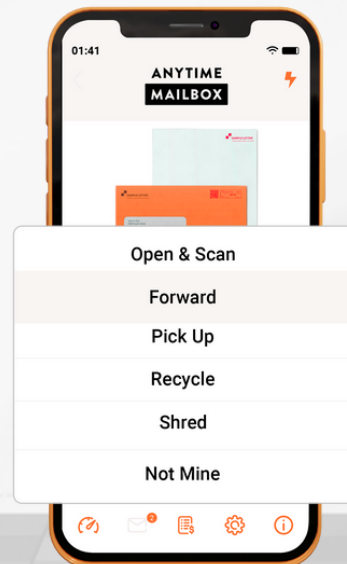 01:41
ANYTIME
MAILBOX
Open & Scan
Forward
Pick Up
Recycle
Shred
Not Mine
2